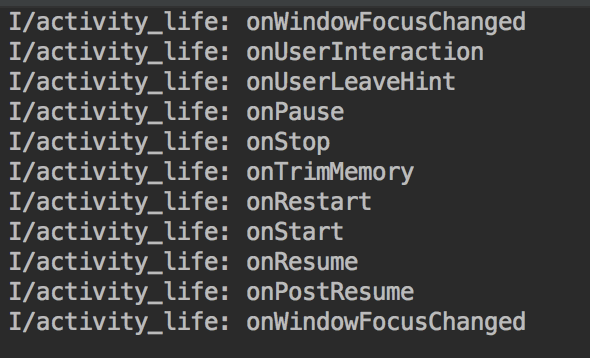 I/activity_life: onWindowFocusChanged
I/activity_life: onUserInteraction
I/activity_life: onUserLeaveHint
I/activity_life: onPause
I/activity_life: onStop
I/activity_life: onTrimMemory
I/activity_life: onRestart
I/activity_life: onStart
I/activity_life: onResume
I/activity_life: onPostResume
I/activity_life: onWindowFocusChanged